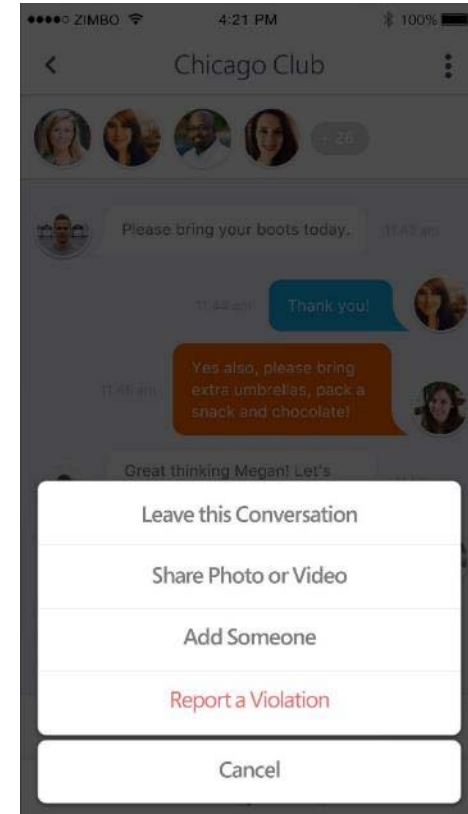 ZIMBO 4:21 PM 100%
Chicago Club
+ 26
Please bring your boots today. 11:43 am
11:44 am Thank you!
Yes also, please bring
11:46 am extra umbrellas, pack a
snack and chocolate!
Great thinking Megan! Let's
Leave this Conversation
Share Photo or Video
Add Someone
Report a Violation
Cancel